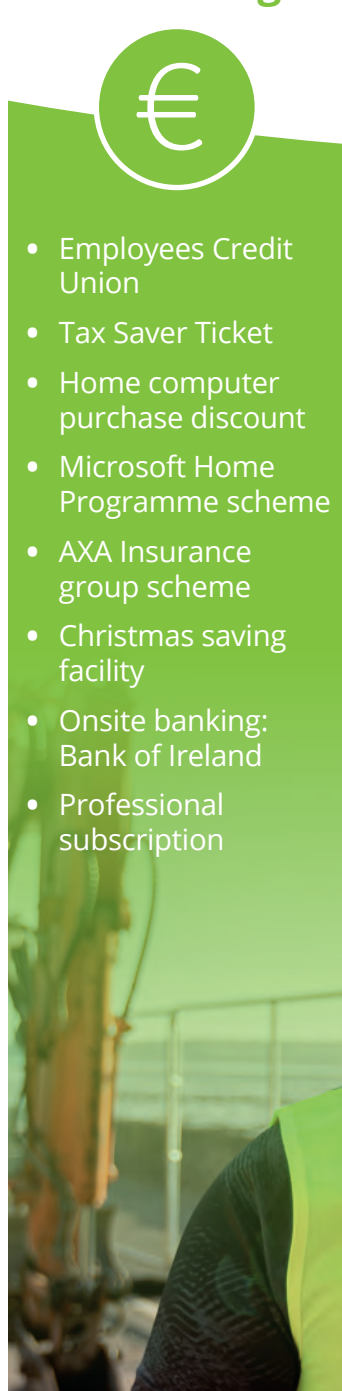 €
• Employees Credit
Union
• Tax Saver Ticket
• Home computer
purchase discount
• Microsoft Home
Programme scheme
• AXA Insurance
group scheme
• Christmas saving
facility
• Onsite banking:
Bank of Ireland
• Professional
subscription